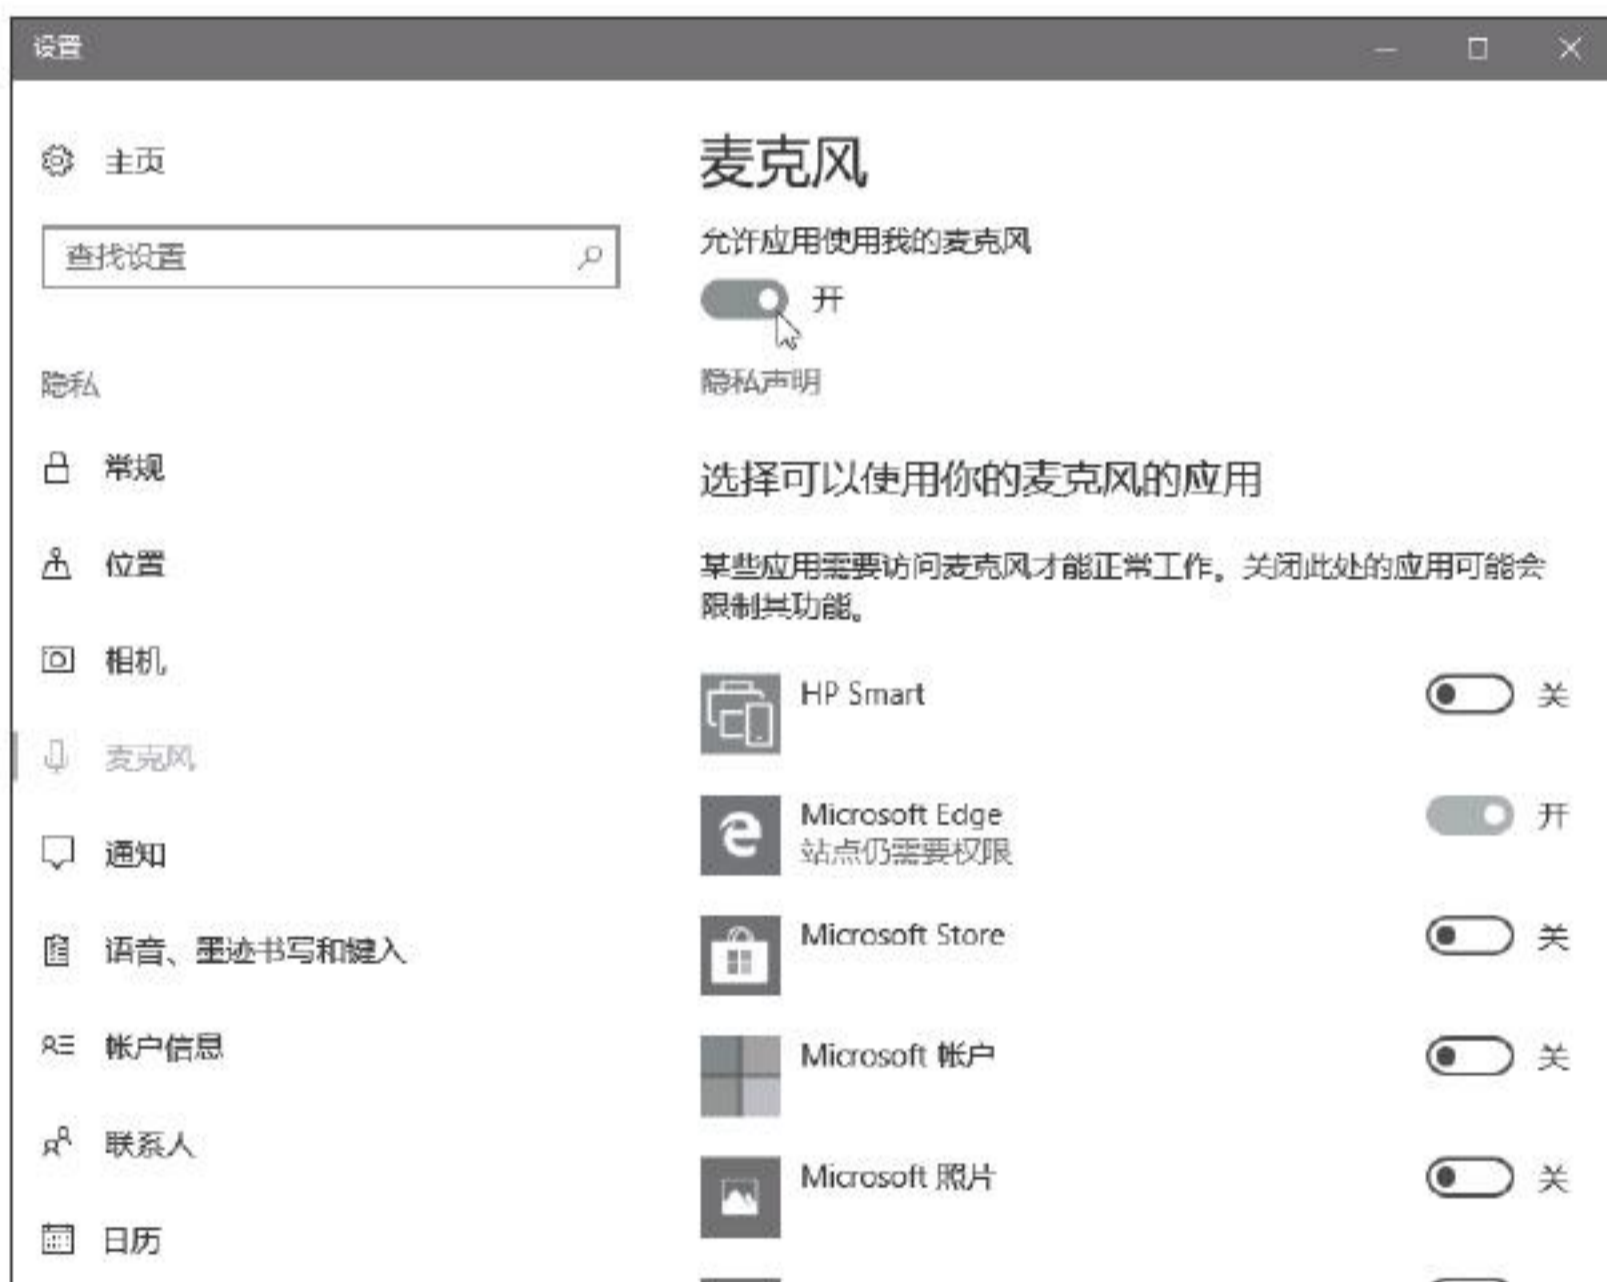 设置
主页
查找设置
隐私
常规
位置
相机
麦克风
通知
语音、墨迹书写和键入
帐户信息
联系人
日历
麦克风
允许应用使用我的麦克风
开
隐私声明
选择可以使用你的麦克风的应用
某些应用需要访问麦克风才能正常工作。关闭此处的应用可能会
限制其功能。
HP Smart 关
Microsoft Edge 开
站点仍需要权限
Microsoft Store 关
Microsoft 帐户 关
Microsoft 照片 关